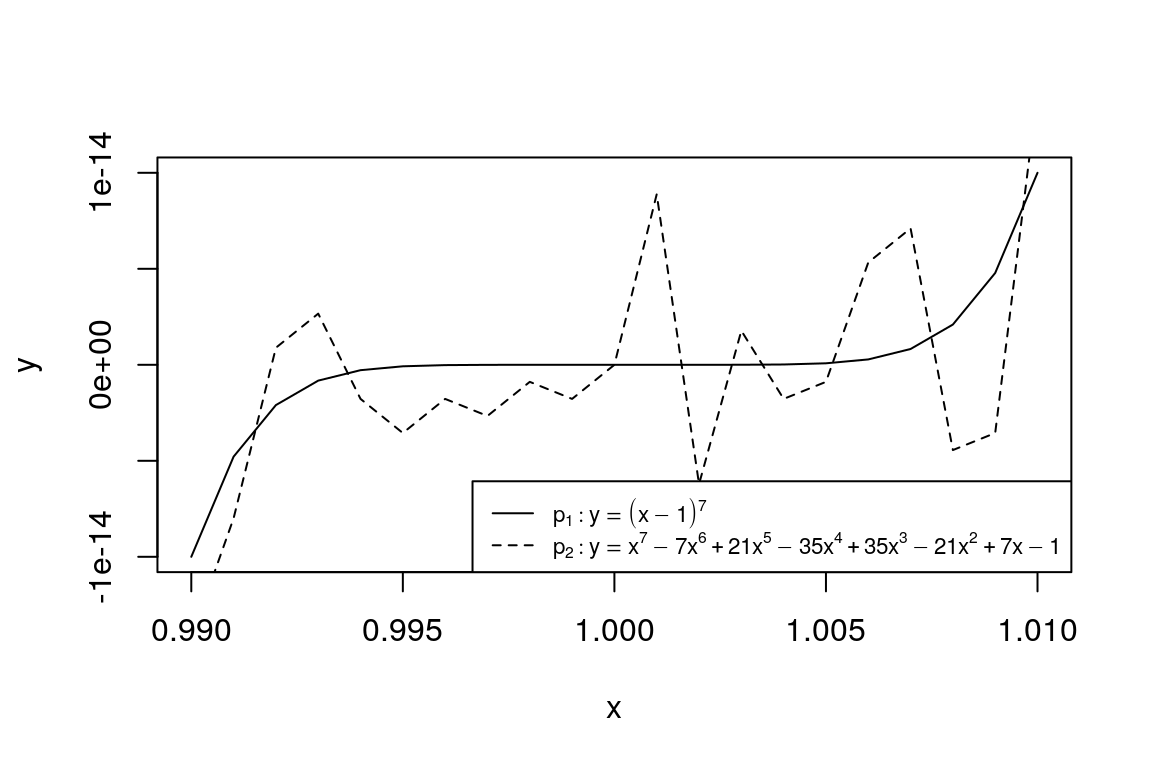 1e-14
0e+00
-1e-14
y
p₁ : y = (x − 1)⁷
p₂ : y = x⁷ − 7x⁶ + 21x⁵ − 35x⁴ + 35x³ − 21x² + 7x − 1
0.990 0.995 1.000 1.005 1.010
x